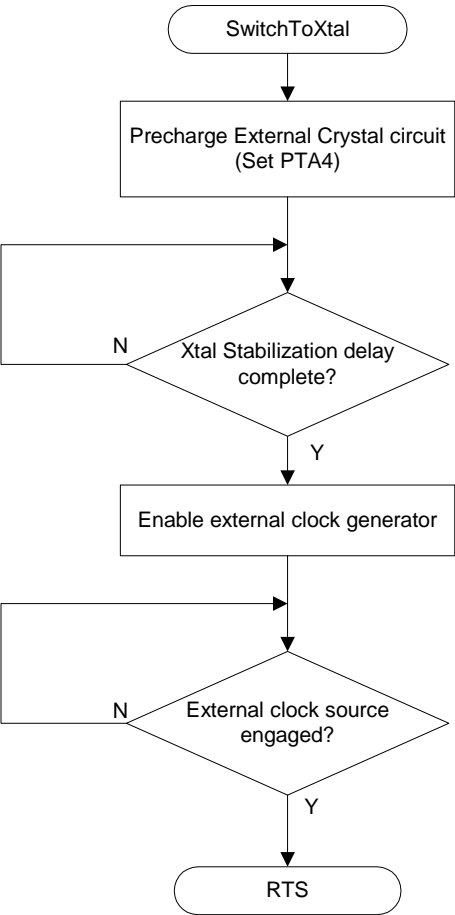 SwitchToXtal
Precharge External Crystal circuit
(Set PTA4)
N
Xtal Stabilization delay
complete?
Y
Enable external clock generator
N
External clock source
engaged?
Y
RTS